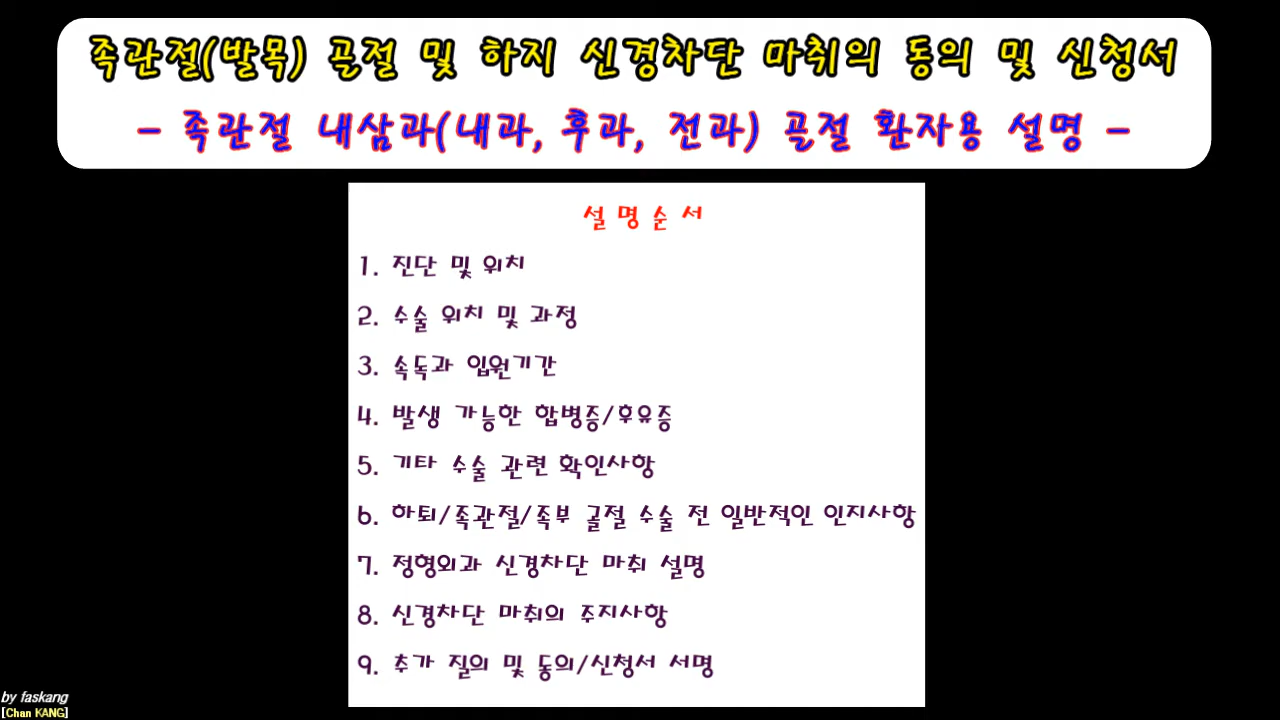 족관절(발목) 골절 및 하지 신경차단 마취의 동의 및 신청서
- 족관절 내삼과(내과, 후과, 전과) 골절 환자용 설명 -
설 명 순 서
1. 진단 및 위치
2. 수술 위치 및 과정
3. 속독과 입원기간
4. 발생 가능한 합병증/후유증
5. 기타 수술 관련 확인사항
6. 하퇴/족관절/족부 골절 수술 전 일반적인 인지사항
7. 정형외과 신경차단 마취 설명
8. 신경차단 마취의 주지사항
9. 추가 질의 및 동의/신청서 서명
by faskang
[Chan KANG]